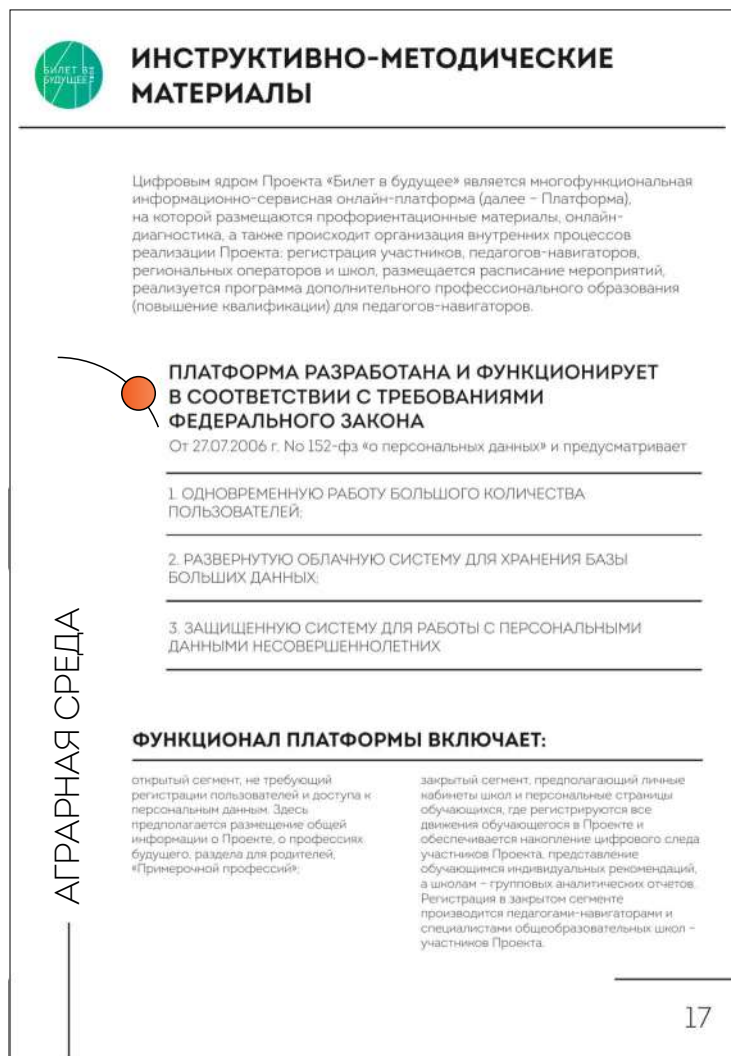 БИЛЕТ В
БУДУЩЕЕ
ИНСТРУКТИВНО-МЕТОДИЧЕСКИЕ
МАТЕРИАЛЫ
Цифровым ядром Проекта «Билет в будущее» является многофункциональная
информационно-сервисная онлайн-платформа (далее – Платформа),
на которой размещаются профориентационные материалы, онлайн-
диагностика, а также происходит организация внутренних процессов
реализации Проекта: регистрация участников, педагогов-навигаторов,
региональных операторов и школ, размещается расписание мероприятий,
реализуется программа дополнительного профессионального образования
(повышение квалификации) для педагогов-навигаторов.
ПЛАТФОРМА РАЗРАБОТАНА И ФУНКЦИОНИРУЕТ
В СООТВЕТСТВИИ С ТРЕБОВАНИЯМИ
ФЕДЕРАЛЬНОГО ЗАКОНА
От 27.07.2006 г. No 152-фз «о персональных данных» и предусматривает
1. ОДНОВРЕМЕННУЮ РАБОТУ БОЛЬШОГО КОЛИЧЕСТВА
ПОЛЬЗОВАТЕЛЕЙ;
2. РАЗВЕРНУТУЮ ОБЛАЧНУЮ СИСТЕМУ ДЛЯ ХРАНЕНИЯ БАЗЫ
БОЛЬШИХ ДАННЫХ;
3. ЗАЩИЩЕННУЮ СИСТЕМУ ДЛЯ РАБОТЫ С ПЕРСОНАЛЬНЫМИ
ДАННЫМИ НЕСОВЕРШЕННОЛЕТНИХ
АГРАРНАЯ СРЕДА
ФУНКЦИОНАЛ ПЛАТФОРМЫ ВКЛЮЧАЕТ:
открытый сегмент, не требующий
регистрации пользователей и доступа к
персональным данным. Здесь
предполагается размещение общей
информации о Проекте, о профессиях
будущего, раздела для родителей,
«Примерочной профессий»;
закрытый сегмент, предполагающий личные
кабинеты школ и персональные страницы
обучающихся, где регистрируются все
движения обучающегося в Проекте и
обеспечивается накопление цифрового следа
участников Проекта, представление
обучающимся индивидуальных рекомендаций,
а школам – групповых аналитических отчетов.
Регистрация в закрытом сегменте
производится педагогами-навигаторами и
специалистами общеобразовательных школ –
участников Проекта.
17